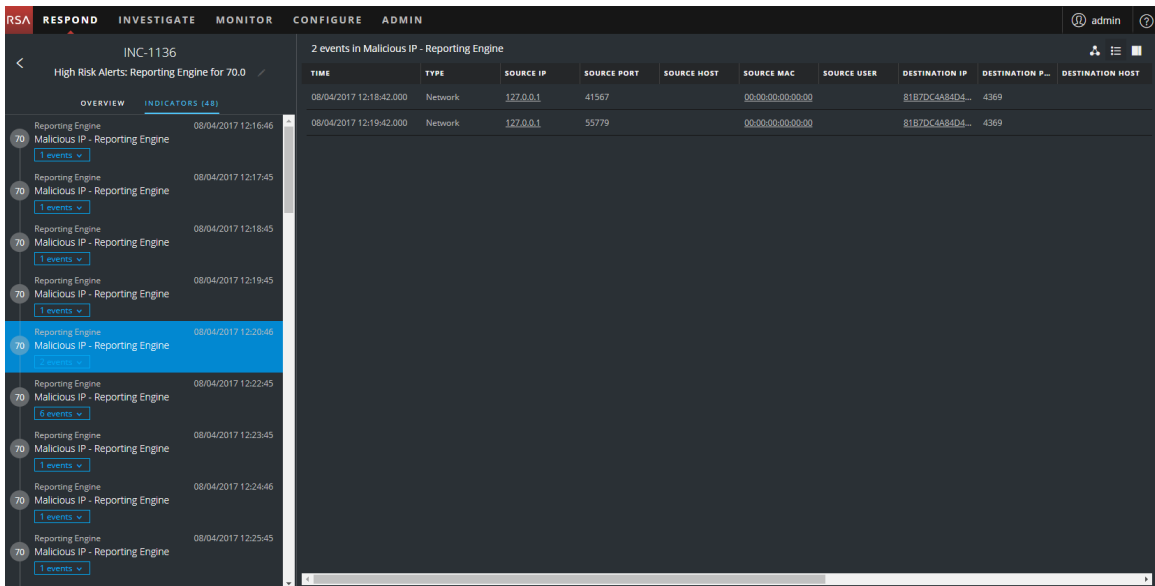 RSA RESPOND INVESTIGATE MONITOR CONFIGURE ADMIN admin ?
INC-1136
High Risk Alerts: Reporting Engine for 70.0
OVERVIEW INDICATORS (48)
Reporting Engine 08/04/2017 12:16:46
70 Malicious IP - Reporting Engine
1 events
Reporting Engine 08/04/2017 12:17:45
70 Malicious IP - Reporting Engine
1 events
Reporting Engine 08/04/2017 12:18:45
70 Malicious IP - Reporting Engine
1 events
Reporting Engine 08/04/2017 12:19:45
70 Malicious IP - Reporting Engine
1 events
Reporting Engine 08/04/2017 12:20:46
70 Malicious IP - Reporting Engine
2 events
Reporting Engine 08/04/2017 12:22:45
70 Malicious IP - Reporting Engine
6 events
Reporting Engine 08/04/2017 12:23:45
70 Malicious IP - Reporting Engine
1 events
Reporting Engine 08/04/2017 12:24:46
70 Malicious IP - Reporting Engine
1 events
Reporting Engine 08/04/2017 12:25:45
70 Malicious IP - Reporting Engine
1 events
2 events in Malicious IP - Reporting Engine
TIME TYPE SOURCE IP SOURCE PORT SOURCE HOST SOURCE MAC SOURCE USER DESTINATION IP DESTINATION P... DESTINATION HOST
08/04/2017 12:18:42.000 Network 127.0.0.1 41567 00:00:00:00:00:00 81B7DC4A84D4... 4369
08/04/2017 12:19:42.000 Network 127.0.0.1 55779 00:00:00:00:00:00 81B7DC4A84D4... 4369